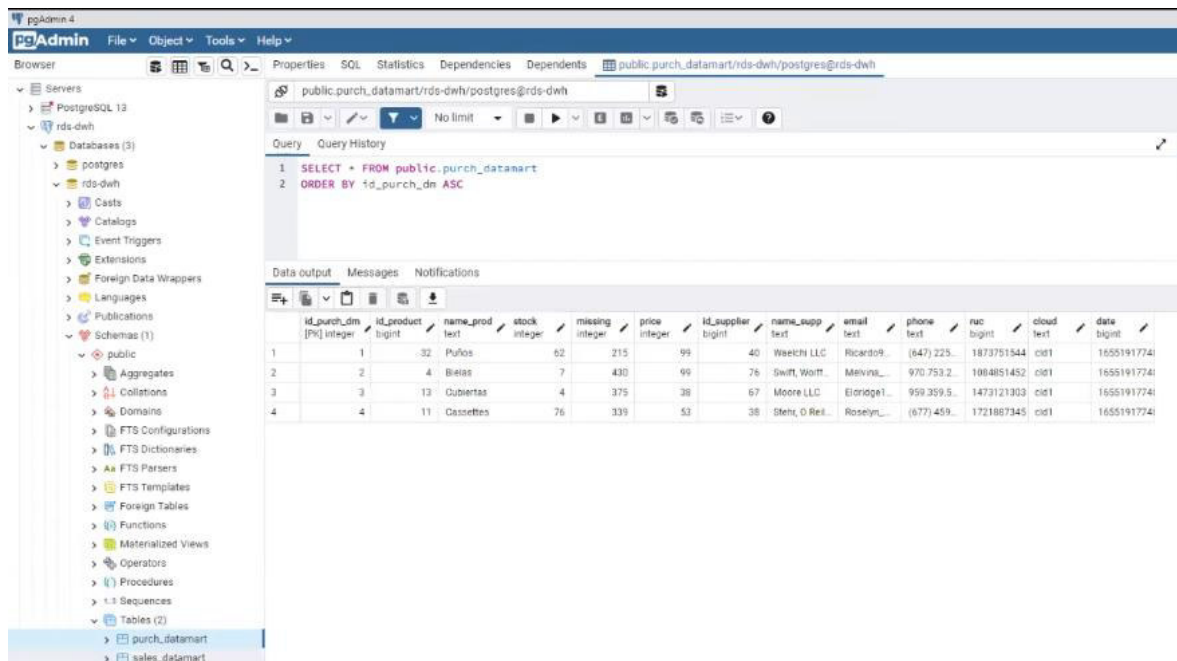 pgAdmin 4
pgAdmin File Object Tools Help
Browser
Properties SQL Statistics Dependencies Dependents public.purch_datamart/rds-dwh/postgres@rds-dwh
Servers
PostgreSQL 13
rds-dwh
Databases (3)
postgres
rds-dwh
Casts
Catalogs
Event Triggers
Extensions
Foreign Data Wrappers
Languages
Publications
Schemas (1)
public
Aggregates
Collations
Domains
FTS Configurations
FTS Dictionaries
FTS Parsers
FTS Templates
Foreign Tables
Functions
Materialized Views
Operators
Procedures
1..3 Sequences
Tables (2)
purch_datamart
sales_datamart
public.purch_datamart/rds-dwh/postgres@rds-dwh
No limit
Query Query History
1 SELECT * FROM public.purch_datamart
2 ORDER BY id_purch_dm ASC
Data output Messages Notifications
id_purch_dm id_product name_prod stock missing price id_supplier name_supp email phone ruc cloud date
[PK] integer bigint text integer integer integer bigint text text text bigint text bigint
1 1 32 Puños 62 215 99 40 Waelchi LLC Ricardo9... (647) 225... 1873751544 cld1
2 2 4 Bielas 7 430 99 76 Swift, Wolff... Melvina_... 970.753.2... 1084851452 cld1
3 3 13 Cubiertas 4 375 38 67 Moore LLC Eldridge1... 959.359.5... 1473121303 cld1
4 4 11 Cassettes 76 339 53 38 Stehr, O Reil... Roselyn_... (677) 459... 1721887345 cld1